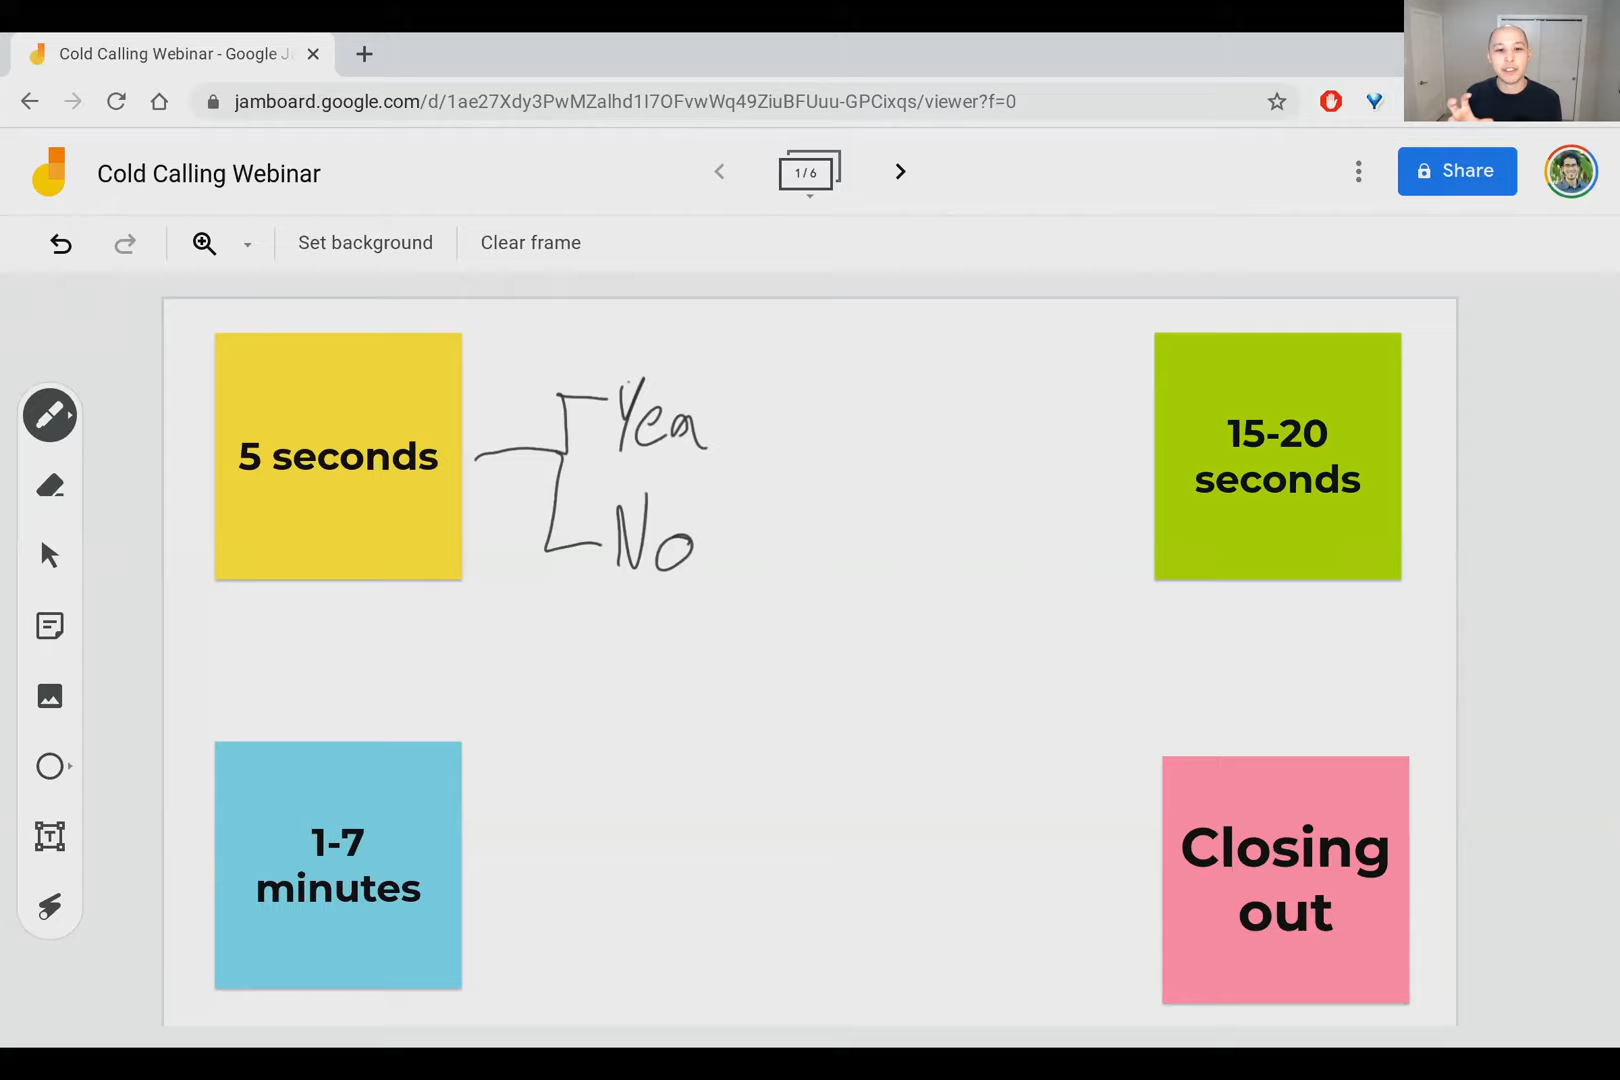 Cold Calling Webinar - Google Ja
jamboard.google.com/d/1ae27Xdy3PwMZalhd1I7OFvwWq49ZiuBFUuu-GPCixqs/viewer?f=0
Cold Calling Webinar
1/6
Share
Set background
Clear frame
5 seconds
Yea
No
15-20
seconds
1-7
minutes
Closing
out